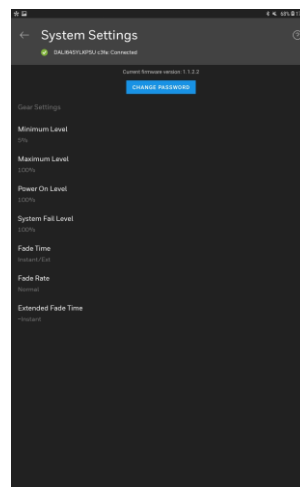 System Settings
DALI64SYL8PSU c3fe: Connected
Current firmware version: 1.1.2.2
CHANGE PASSWORD
Gear Settings
Minimum Level
5%
Maximum Level
100%
Power On Level
100%
System Fail Level
100%
Fade Time
Instant/Ext
Fade Rate
Normal
Extended Fade Time
=Instant